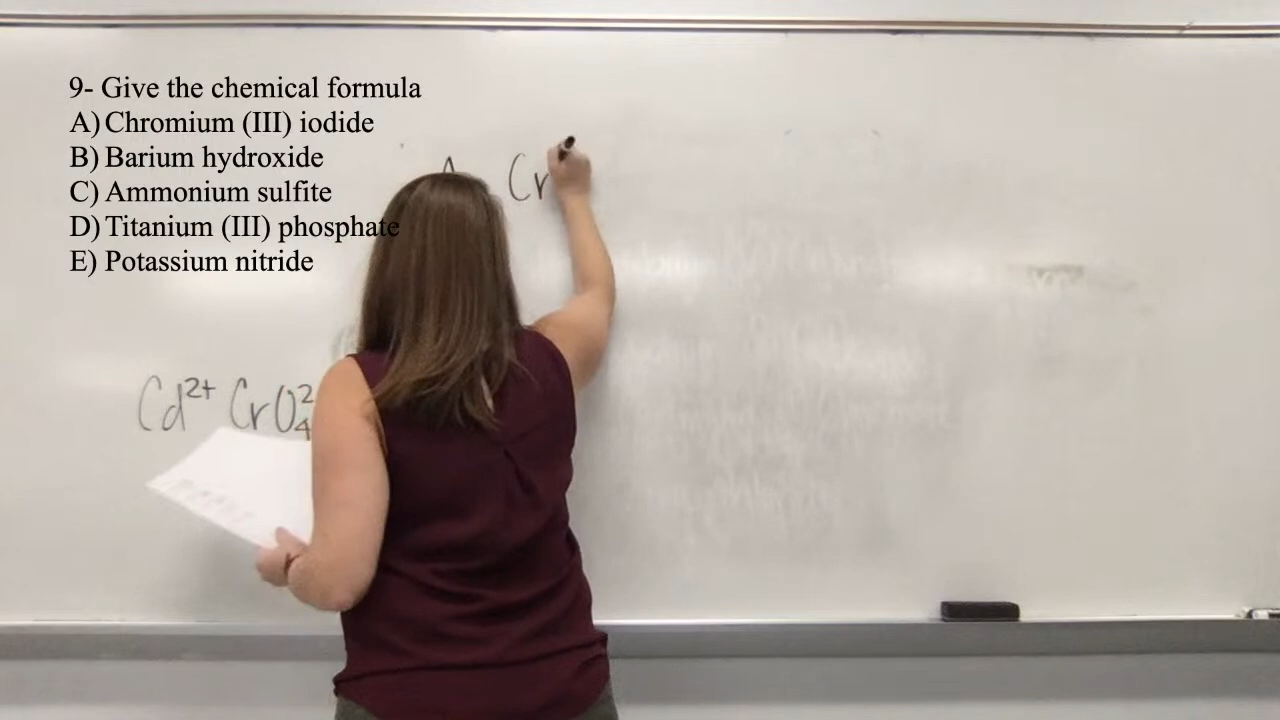 9- Give the chemical formula
A) Chromium (III) iodide
B) Barium hydroxide
C) Ammonium sulfite
D) Titanium (III) phosphate
E) Potassium nitride
Cr
Cd²⁺ CrO₄²